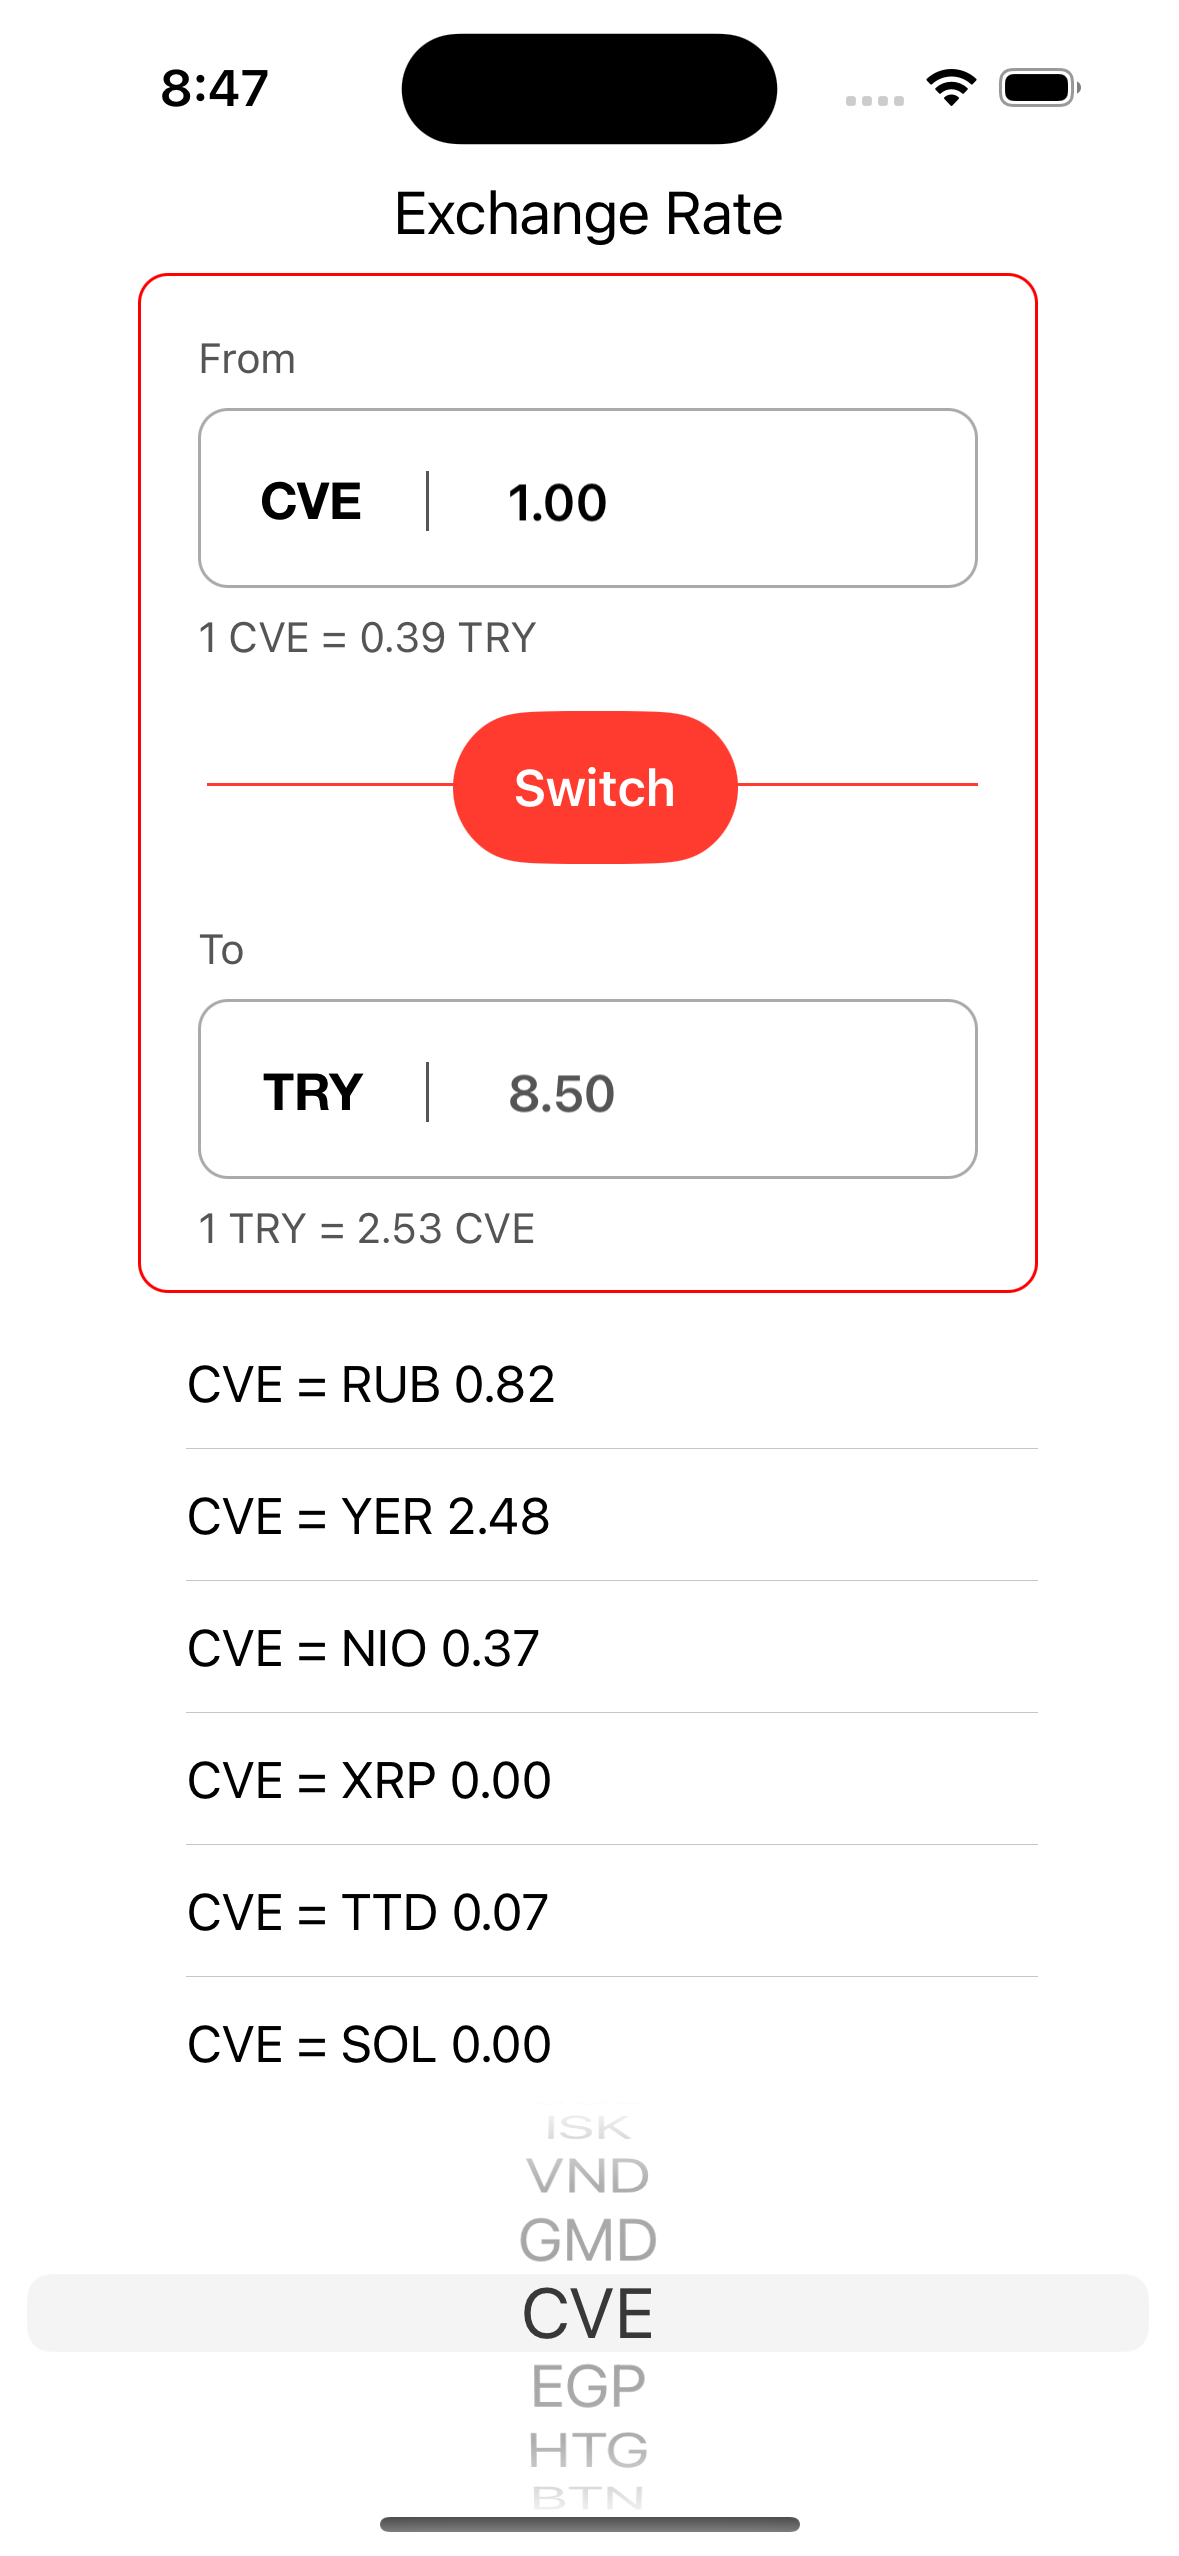 8:47
Exchange Rate
From
CVE 1.00
1 CVE = 0.39 TRY
Switch
To
TRY 8.50
1 TRY = 2.53 CVE
CVE = RUB 0.82
CVE = YER 2.48
CVE = NIO 0.37
CVE = XRP 0.00
CVE = TTD 0.07
CVE = SOL 0.00
ISK
VND
GMD
CVE
EGP
HTG
BTN